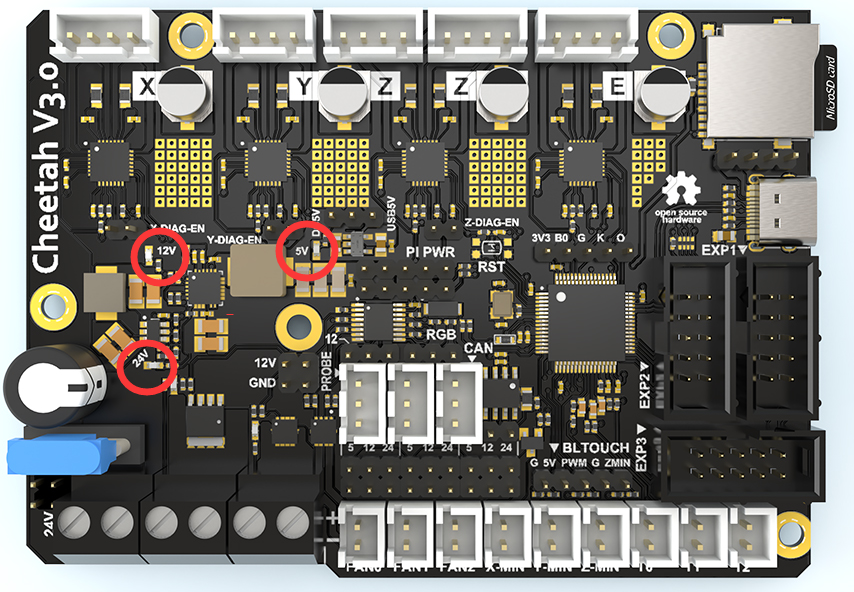 Cheetah V3.0
X
Y
Z
Z
E
MicroSD card
open source
hardware
X-DIAG-EN
Y-DIAG-EN
Z-DIAG-EN
USB5V
12V
5V
24V
PI PWR
RST
3V3 B0 G K O
EXP1
EXP2
EXP3
RGB
CAN
12
12V
GND
PROBE
5 12 24 5 12 24 5 12 24
BLTOUCH
G 5V PWM G ZMIN
24V
FAN0 FAN1 FAN2 X-MIN Y-MIN Z-MIN T0 T1 T2